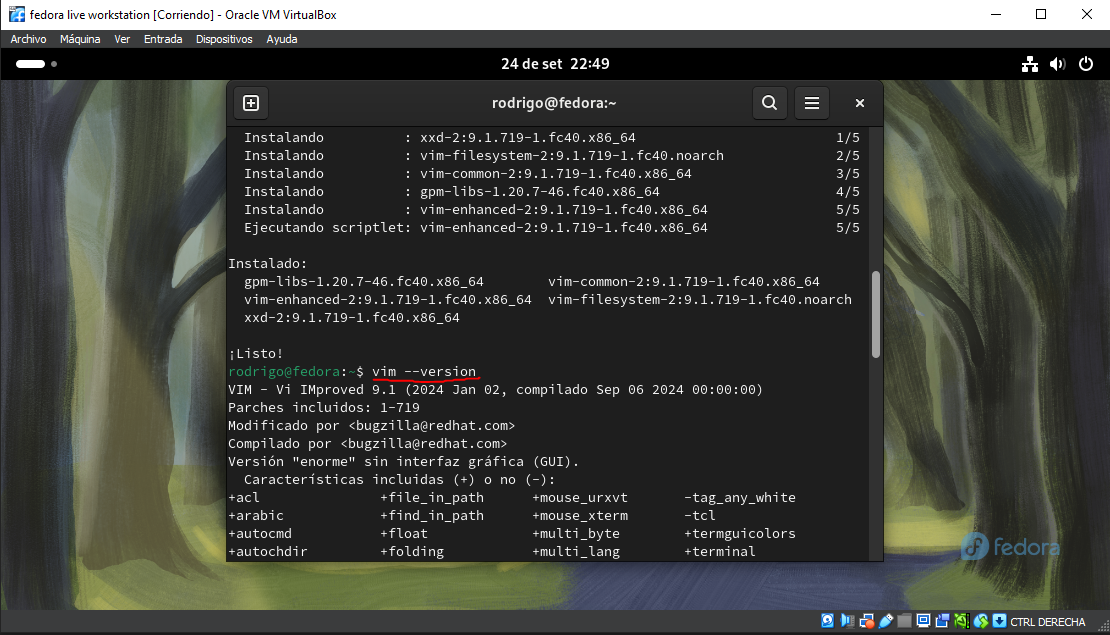 fedora live workstation [Corriendo] - Oracle VM VirtualBox
Archivo Máquina Ver Entrada Dispositivos Ayuda
24 de set 22:49
rodrigo@fedora:~
Instalando : xxd-2:9.1.719-1.fc40.x86_64 1/5
Instalando : vim-filesystem-2:9.1.719-1.fc40.noarch 2/5
Instalando : vim-common-2:9.1.719-1.fc40.x86_64 3/5
Instalando : gpm-libs-1.20.7-46.fc40.x86_64 4/5
Instalando : vim-enhanced-2:9.1.719-1.fc40.x86_64 5/5
Ejecutando scriptlet: vim-enhanced-2:9.1.719-1.fc40.x86_64 5/5
Instalado:
gpm-libs-1.20.7-46.fc40.x86_64 vim-common-2:9.1.719-1.fc40.x86_64
vim-enhanced-2:9.1.719-1.fc40.x86_64 vim-filesystem-2:9.1.719-1.fc40.noarch
xxd-2:9.1.719-1.fc40.x86_64
¡Listo!
rodrigo@fedora:~$ vim --version
VIM - Vi IMproved 9.1 (2024 Jan 02, compilado Sep 06 2024 00:00:00)
Parches incluidos: 1-719
Modificado por <bugzilla@redhat.com>
Compilado por <bugzilla@redhat.com>
Versión "enorme" sin interfaz gráfica (GUI).
Características incluidas (+) o no (-):
+acl +file_in_path +mouse_urxvt -tag_any_white
+arabic +find_in_path +mouse_xterm -tcl
+autocmd +float +multi_byte +termguicolors
+autochdir +folding +multi_lang +terminal
fedora
CTRL DERECHA